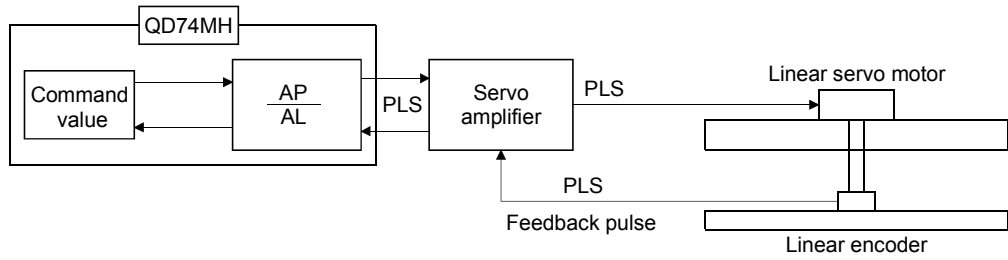 QD74MH
Command
value
AP
AL
PLS
Servo
amplifier
PLS
Linear servo motor
PLS
Feedback pulse
Linear encoder